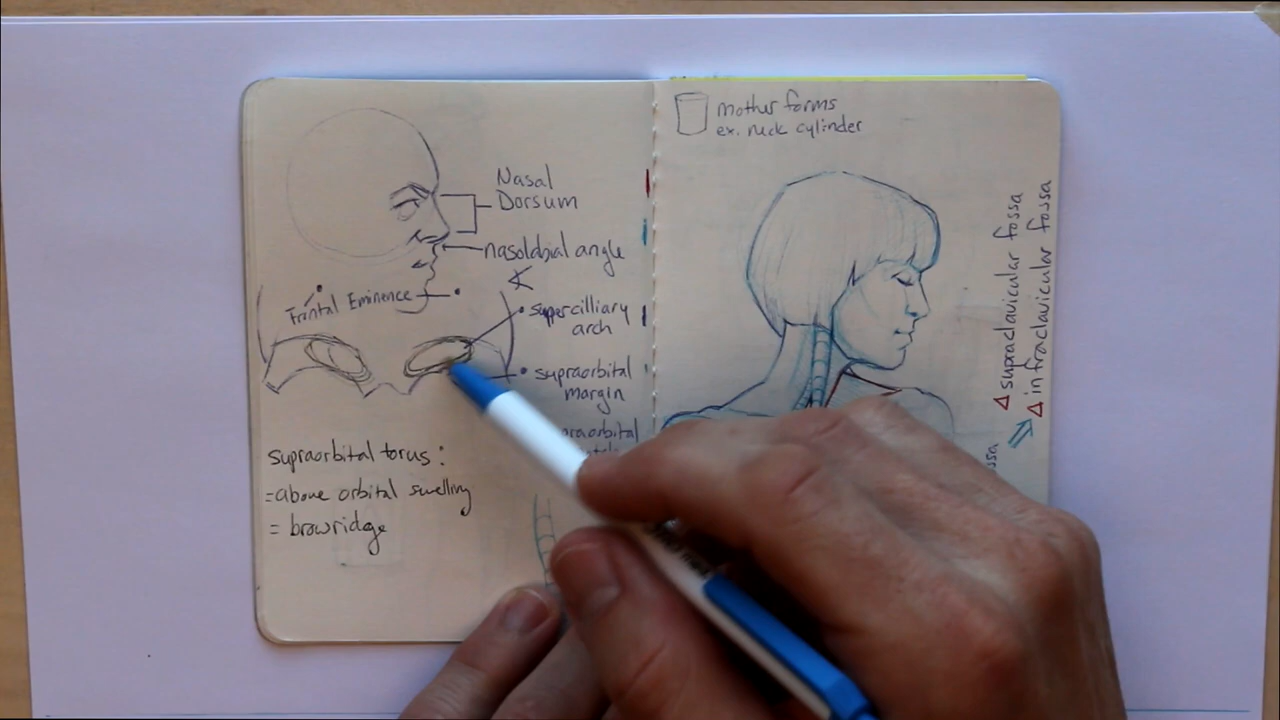 Nasal
Dorsum
nasolabial angle
Frontal Eminence
supercilliary
arch
supraorbital
margin
supraorbital torus:
=above orbital swelling
= browridge
mother forms
ex. neck cylinder
Δ supraclavicular fossa
Δ infraclavicular fossa